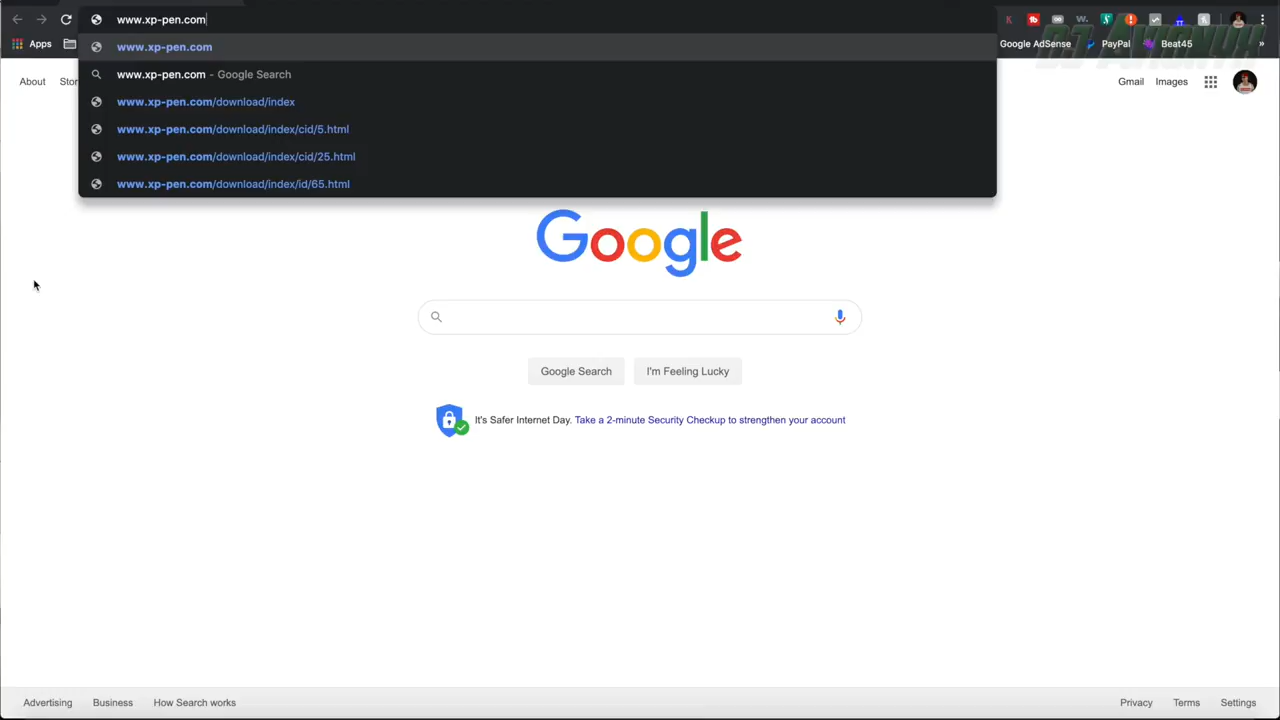 www.xp-pen.com
www.xp-pen.com
www.xp-pen.com - Google Search
www.xp-pen.com/download/index
www.xp-pen.com/download/index/cid/5.html
www.xp-pen.com/download/index/cid/25.html
www.xp-pen.com/download/index/id/65.html
Apps
Google AdSense
PayPal
Beat45
»
About
Stor
Gmail
Images
Google
Google Search
I'm Feeling Lucky
It's Safer Internet Day. Take a 2-minute Security Checkup to strengthen your account
Advertising
Business
How Search works
Privacy
Terms
Settings